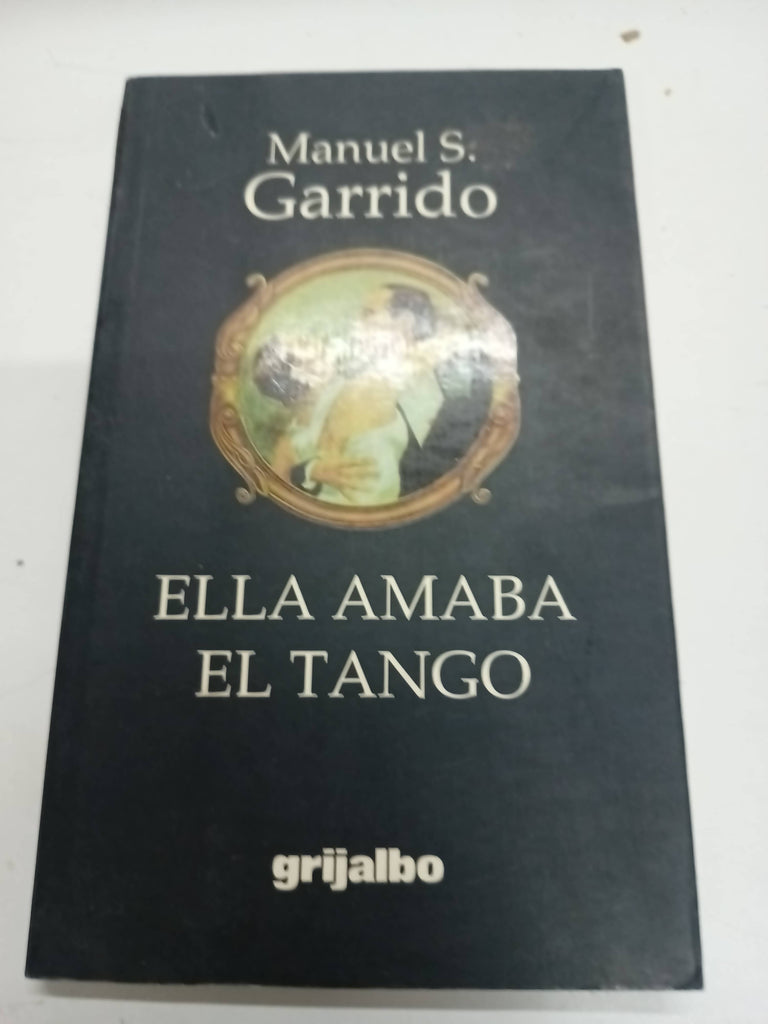 Manuel S.
Garrido
ELLA AMABA
EL TANGO
grijalbo